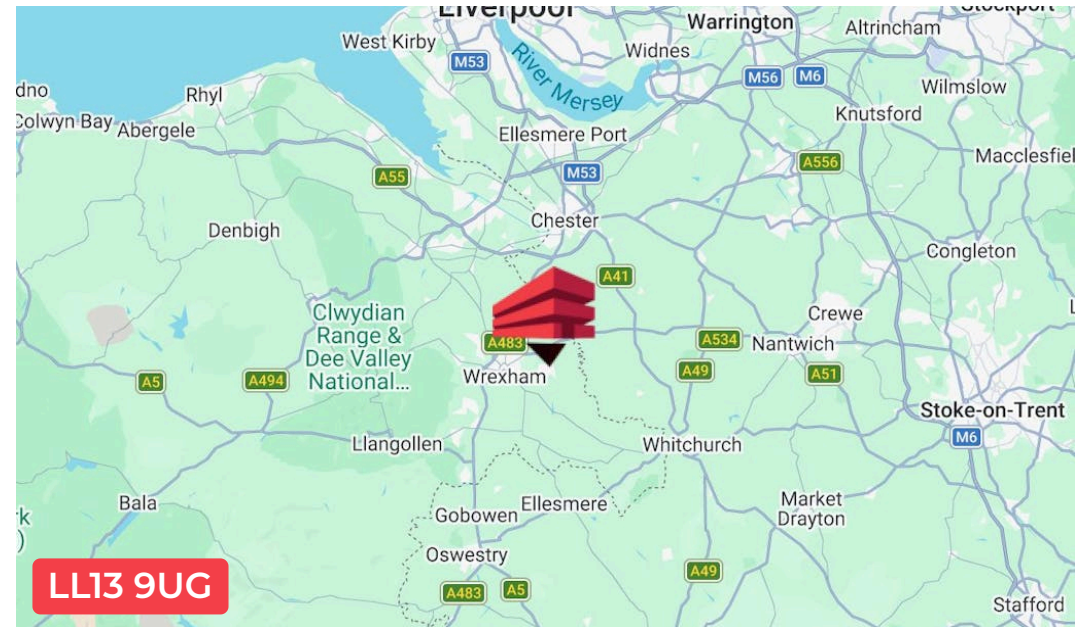 Liverpool
Stockport
Warrington
Altrincham
West Kirby
Widnes
M53
River Mersey
M56
M6
Wilmslow
dno
Rhyl
Knutsford
Colwyn Bay
Abergele
Ellesmere Port
Macclesfiel
A556
A55
M53
Chester
Denbigh
Congleton
A41
Clwydian
Range &
Dee Valley
National...
Crewe
L
A483
A534
Nantwich
A5
A494
Wrexham
A49
A51
Stoke-on-Trent
M6
Llangollen
Whitchurch
Bala
Ellesmere
Market
Drayton
rk
)
Gobowen
Oswestry
LL13 9UG
A483
A5
A49
Stafford